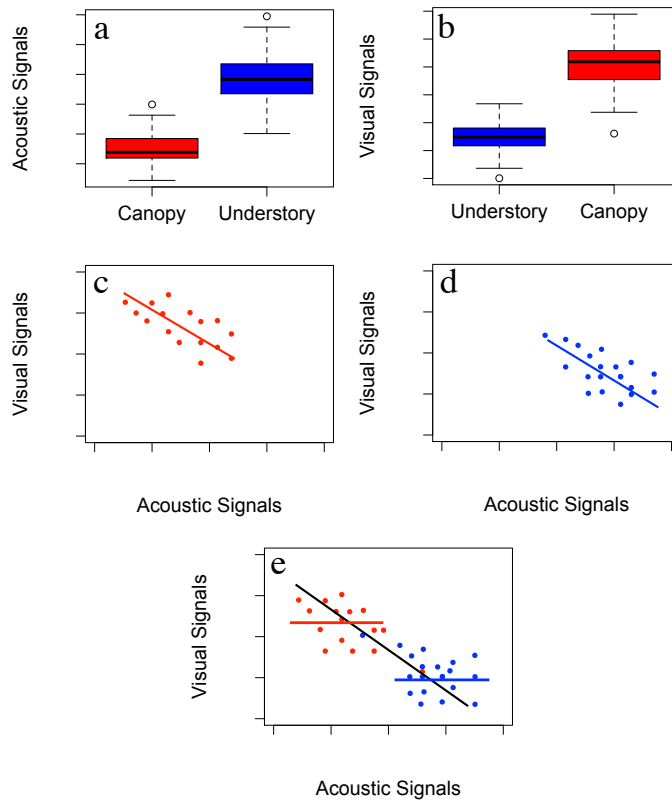 a
Acoustic Signals
Canopy
Understory
b
Visual Signals
Understory
Canopy
c
Visual Signals
Acoustic Signals
d
Visual Signals
Acoustic Signals
e
Visual Signals
Acoustic Signals